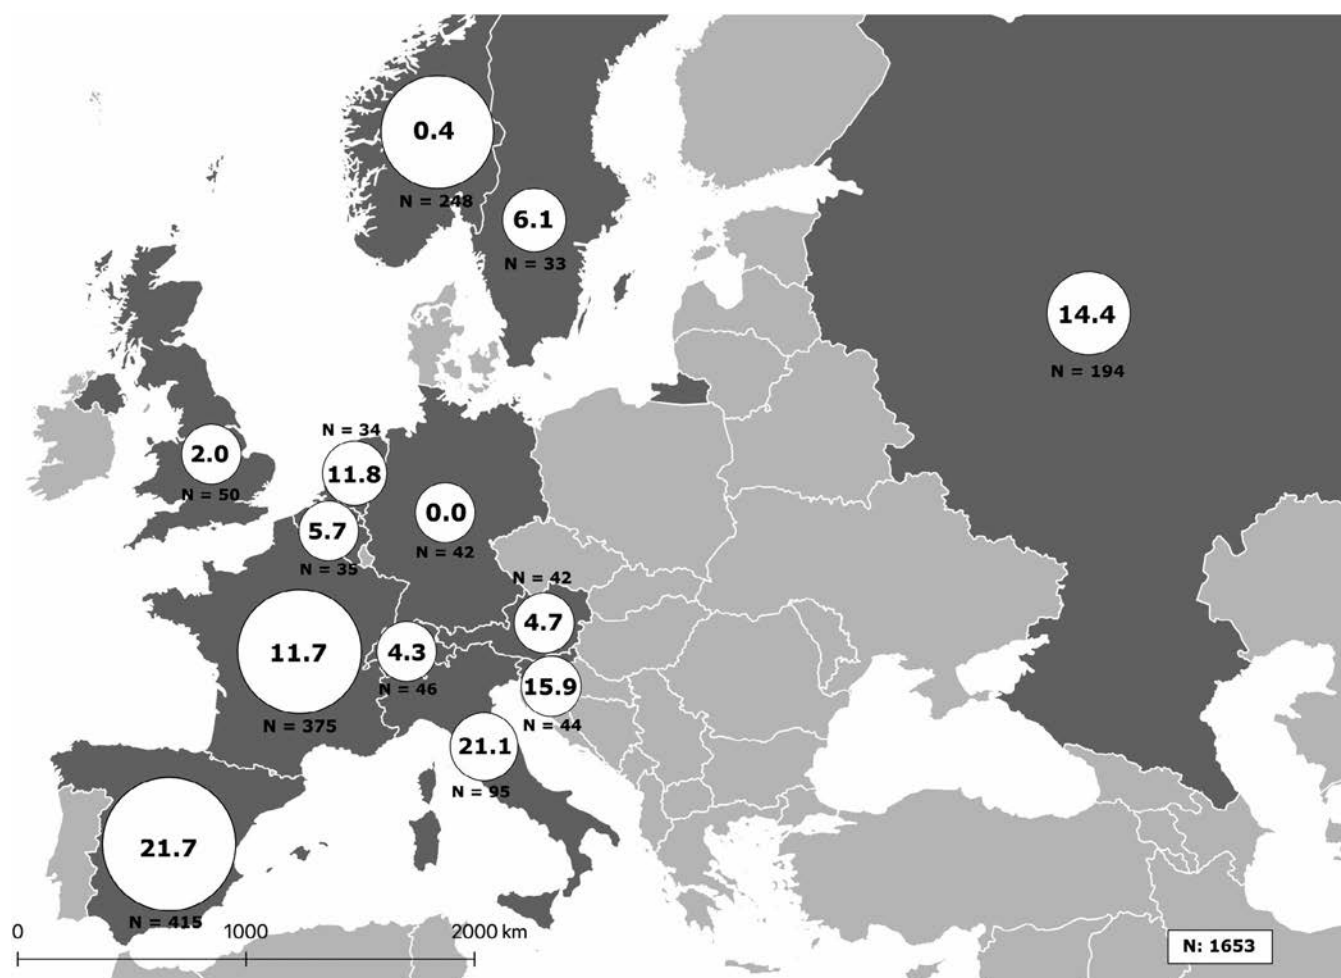 0.4
N = 248
6.1
N = 33
14.4
N = 194
2.0
N = 50
N = 34
11.8
5.7
N = 35
0.0
N = 42
N = 42
4.7
11.7
N = 375
4.3
N = 46
15.9
N = 44
21.1
N = 95
21.7
N = 415
0 1000 2000 km
N: 1653